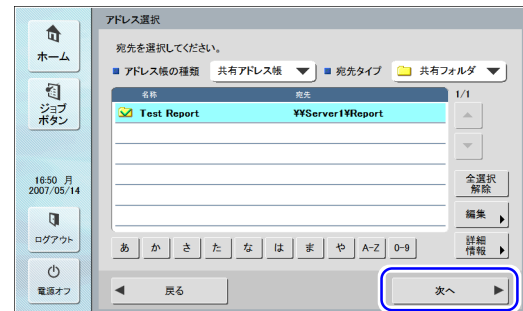 アドレス選択
ホーム
宛先を選択してください。
アドレス帳の種類 共有アドレス帳 宛先タイプ 共有フォルダ
名称 宛先 1/1
Test Report ¥¥Server1¥Report
ジョブ
ボタン
16:50 月
2007/05/14
全選択
解除
編集
ログアウト
あ か さ た な は ま や A-Z 0-9
詳細
情報
電源オフ
戻る
次へ